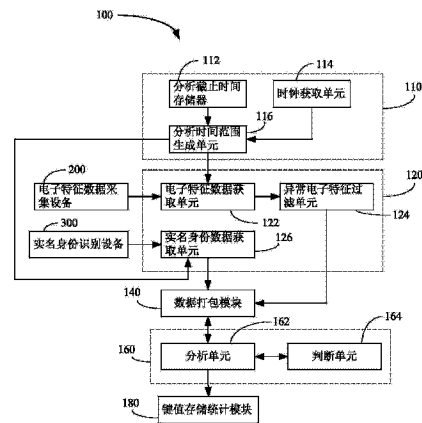 100
112
114
分析截止时间
存储器
时钟获取单元
110
116
分析时间范围
生成单元
200
120
电子特征数据采
集设备
电子特征数据获
取单元
异常电子特征过
滤单元
122
124
300
126
实名身份识别设备
实名身份数据获
取单元
140
数据打包模块
162
164
160
分析单元
判断单元
180
键值存储统计模块